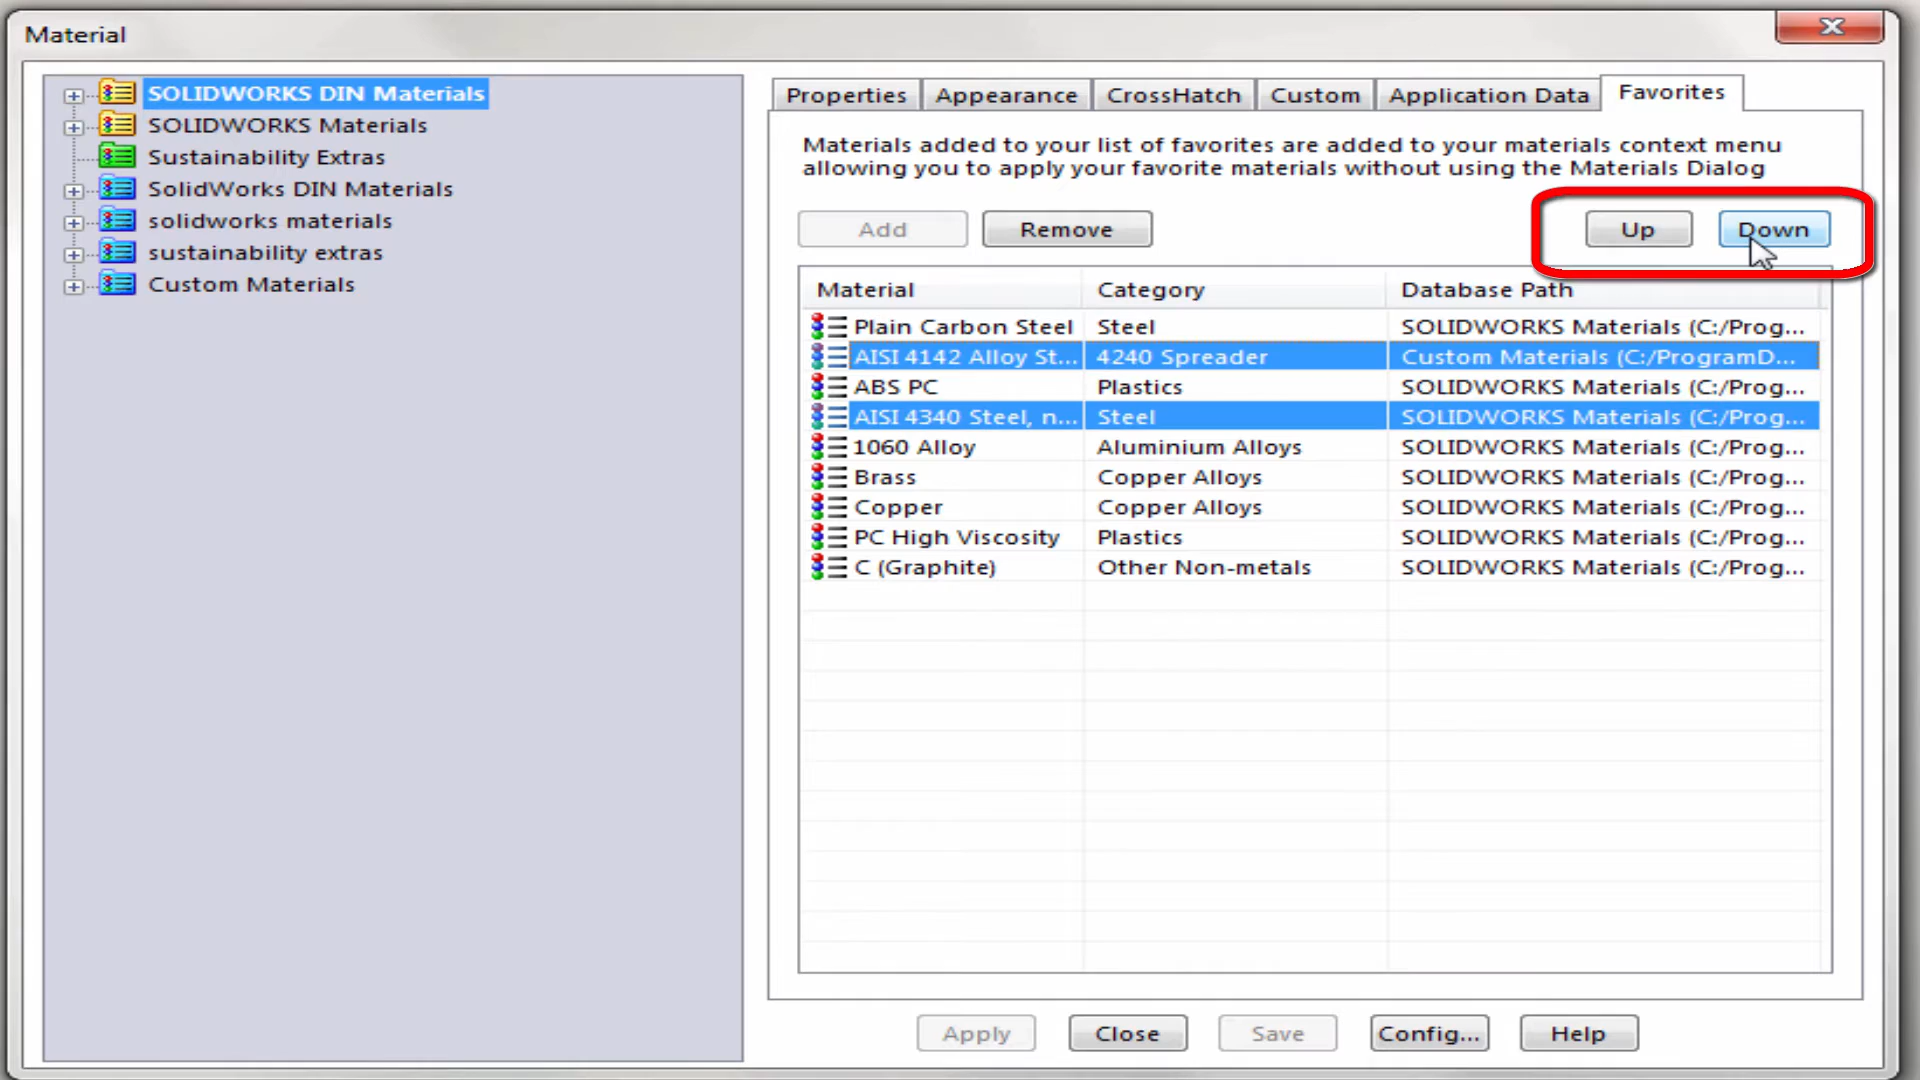 Material
SOLIDWORKS DIN Materials
SOLIDWORKS Materials
Sustainability Extras
SolidWorks DIN Materials
solidworks materials
sustainability extras
Custom Materials
Properties Appearance CrossHatch Custom Application Data Favorites
Materials added to your list of favorites are added to your materials context menu
allowing you to apply your favorite materials without using the Materials Dialog
Add Remove Up Down
Material Category Database Path
Plain Carbon Steel Steel SOLIDWORKS Materials (C:/Prog...
AISI 4142 Alloy St... 4240 Spreader Custom Materials (C:/ProgramD...
ABS PC Plastics SOLIDWORKS Materials (C:/Prog...
AISI 4340 Steel, n... Steel SOLIDWORKS Materials (C:/Prog...
1060 Alloy Aluminium Alloys SOLIDWORKS Materials (C:/Prog...
Brass Copper Alloys SOLIDWORKS Materials (C:/Prog...
Copper Copper Alloys SOLIDWORKS Materials (C:/Prog...
PC High Viscosity Plastics SOLIDWORKS Materials (C:/Prog...
C (Graphite) Other Non-metals SOLIDWORKS Materials (C:/Prog...
Apply Close Save Config... Help